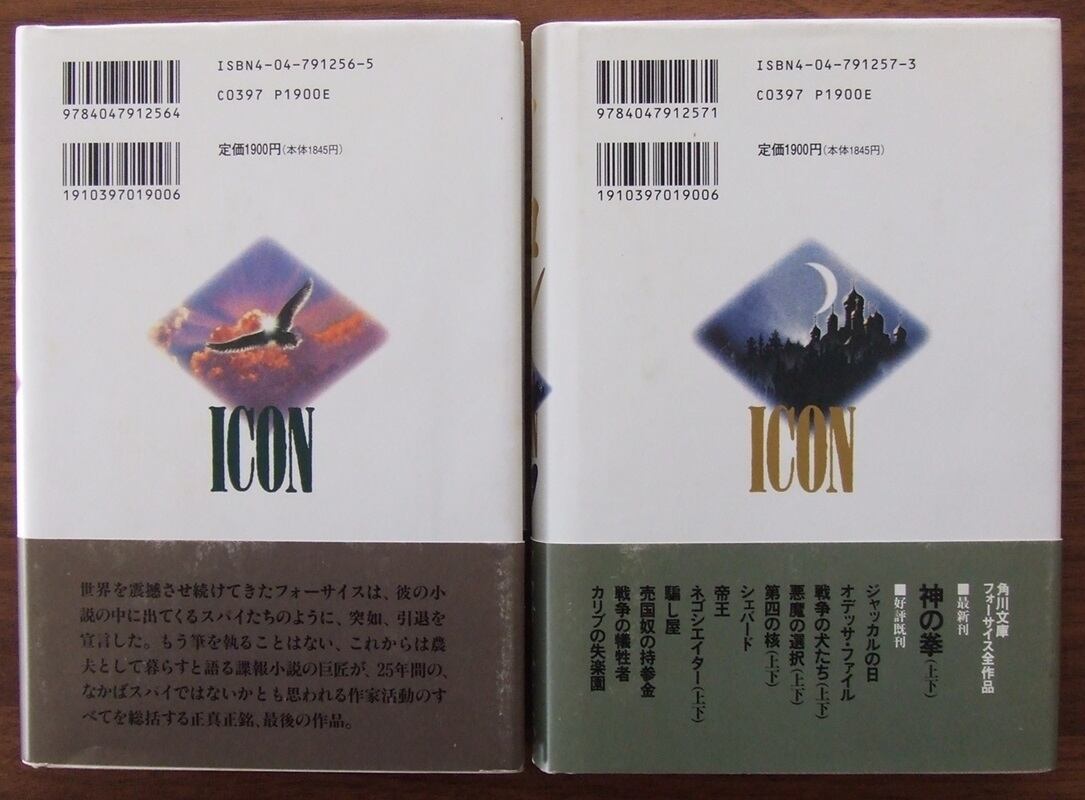 ISBN4-04-791256-5
C0397 P1900E
9784047912564
定価1900円(本体1845円)
1910397019006
ICON
世界を震撼させ続けてきたフォーサイスは、彼の小
説の中に出てくるスパイたちのように、突如、引退を
宣言した。もう筆を執ることはない、これからは農
夫として暮らすと語る諜報小説の巨匠が、25年間の、
なかばスパイではないかとも思われる作家活動のす
べてを総括する正真正銘、最後の作品。
ISBN4-04-791257-3
C0397 P1900E
9784047912571
定価1900円(本体1845円)
1910397019006
ICON
角川文庫
フォーサイス全作品
■最新刊
神の拳(上下)
■好評既刊
ジャッカルの日
オデッサ・ファイル
戦争の犬たち(上下)
悪魔の選択(上下)
第四の核(上下)
シェパード
帝王
ネゴシエイター(上下)
騙し屋
売国奴の持参金
戦争の犠牲者
カリブの失楽園